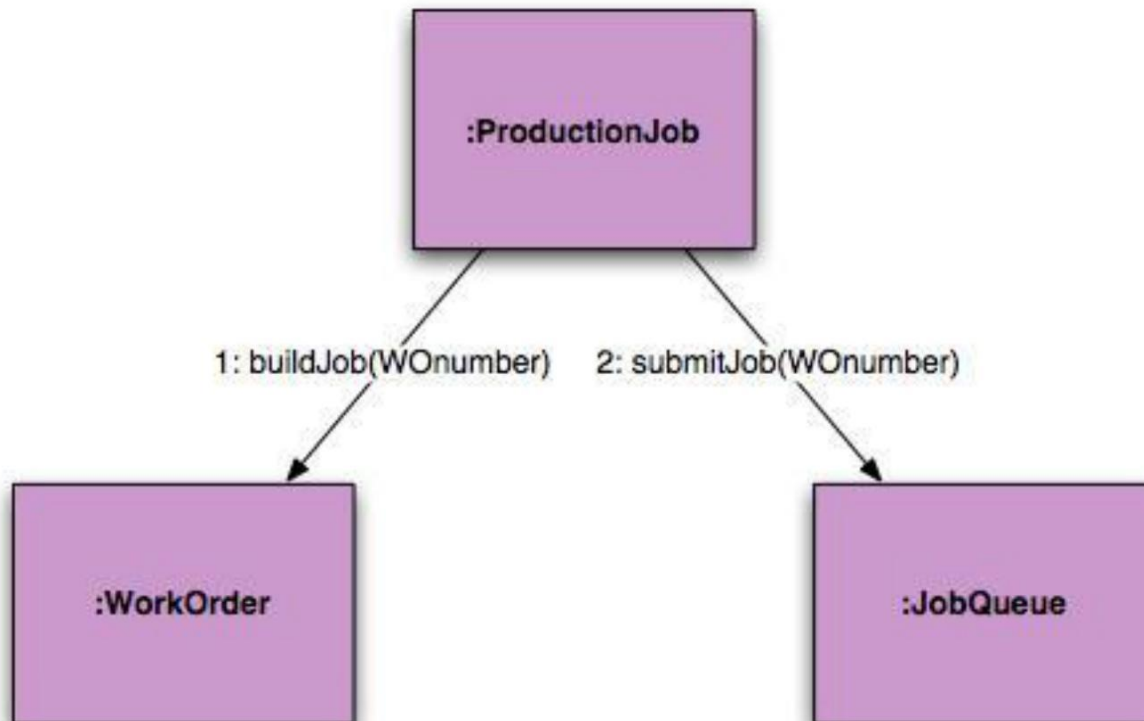 :ProductionJob
1: buildJob(WOnumber)
2: submitJob(WOnumber)
:WorkOrder
:JobQueue